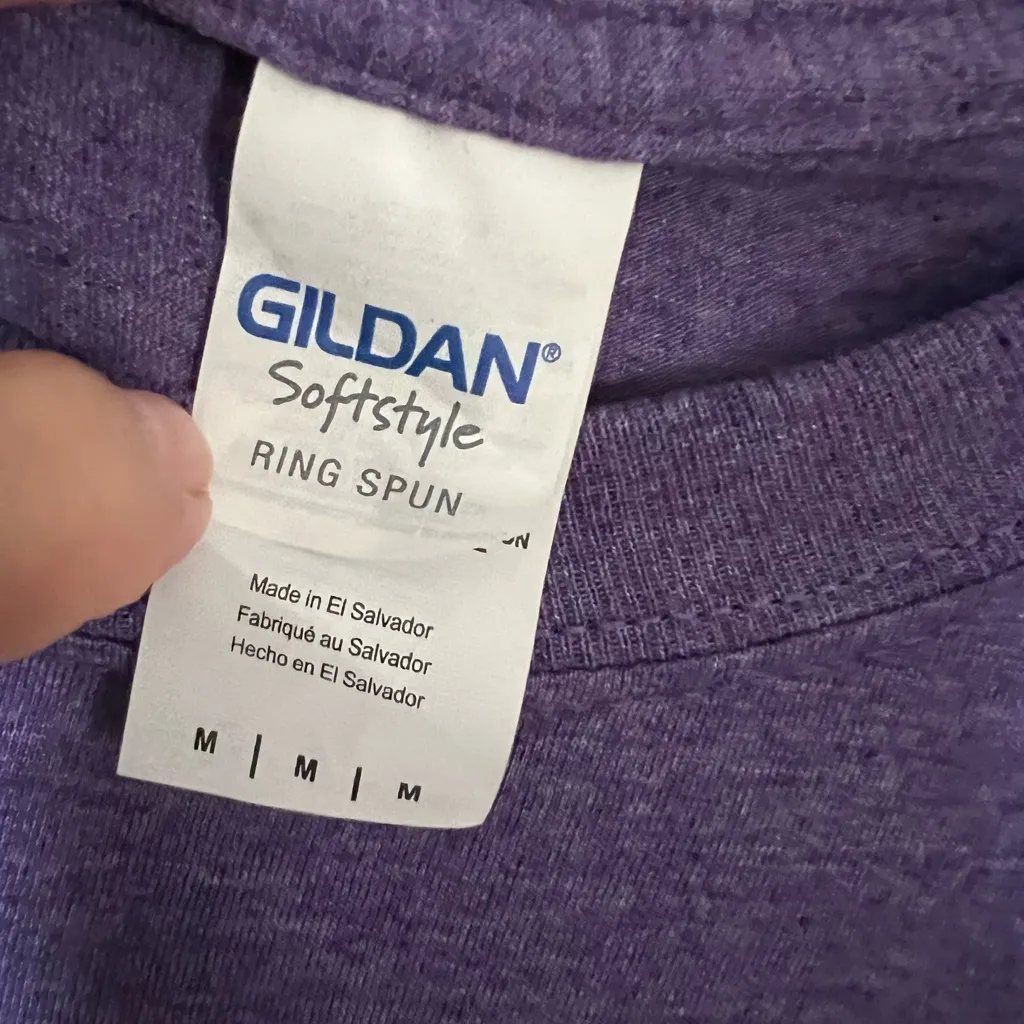 GILDAN®
Softstyle
RING SPUN
Made in El Salvador
Fabriqué au Salvador
Hecho en El Salvador
M | M | M